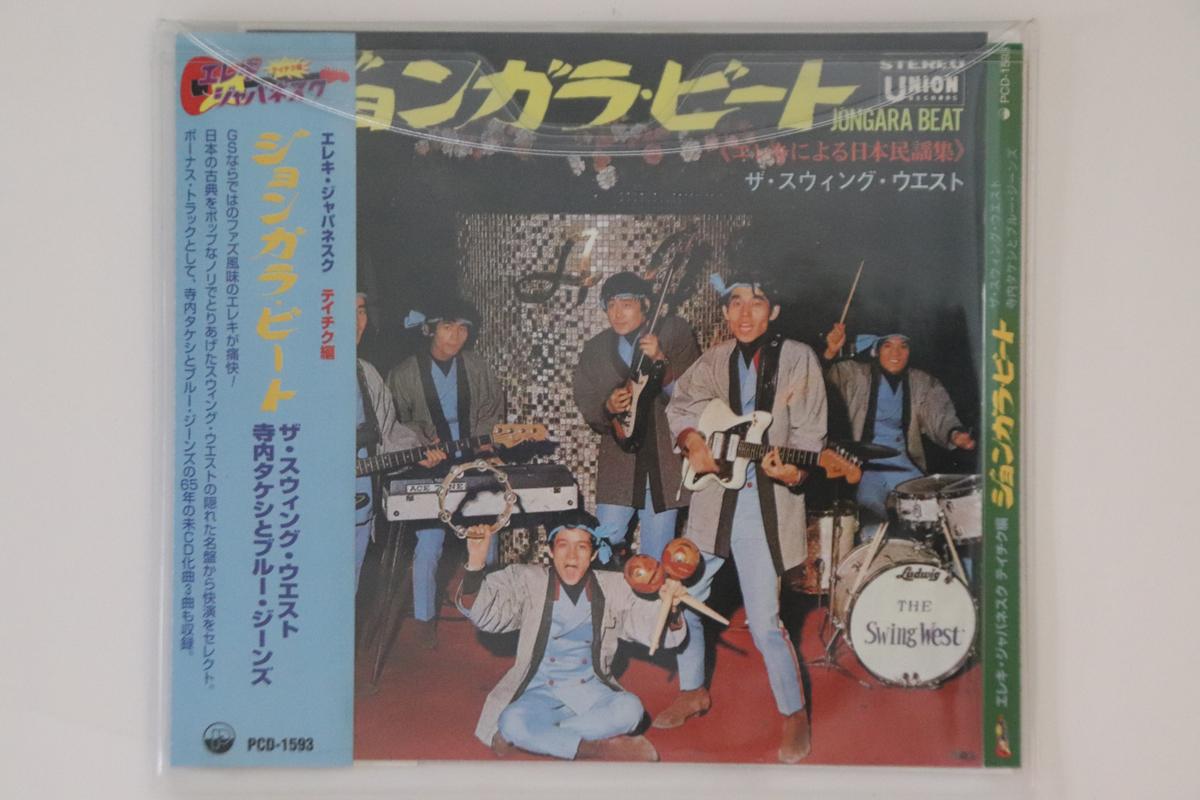 エレキ
テイチク編
ジャパネスク
エレキ・ジャパネスク テイチク編
ジョンガラ・ビート
ザ・スウィング・ウエスト
寺内タケシとブルー・ジーンズ
GSならではのファズ風味のエレキが痛快!
日本の古典をポップなノリでとりあげたスウィング・ウエストの隠れた名盤から快演をセレクト。
ボーナス・トラックとして、寺内タケシとブルー・ジーンズの65年の未CD化曲3曲も収録。
PCD-1593
ジョンガラ・ビート
STEREO
UNION
RECORDS
JONGARA BEAT
《エレキによる日本民謡集》
ザ・スウィング・ウエスト
ACE TONE
Ludwig
THE
Swing West
PCD-1593
ザ・スウィング・ウエスト
寺内タケシとブルー・ジーンズ
ジョンガラ・ビート
エレキ・ジャパネスク テイチク編